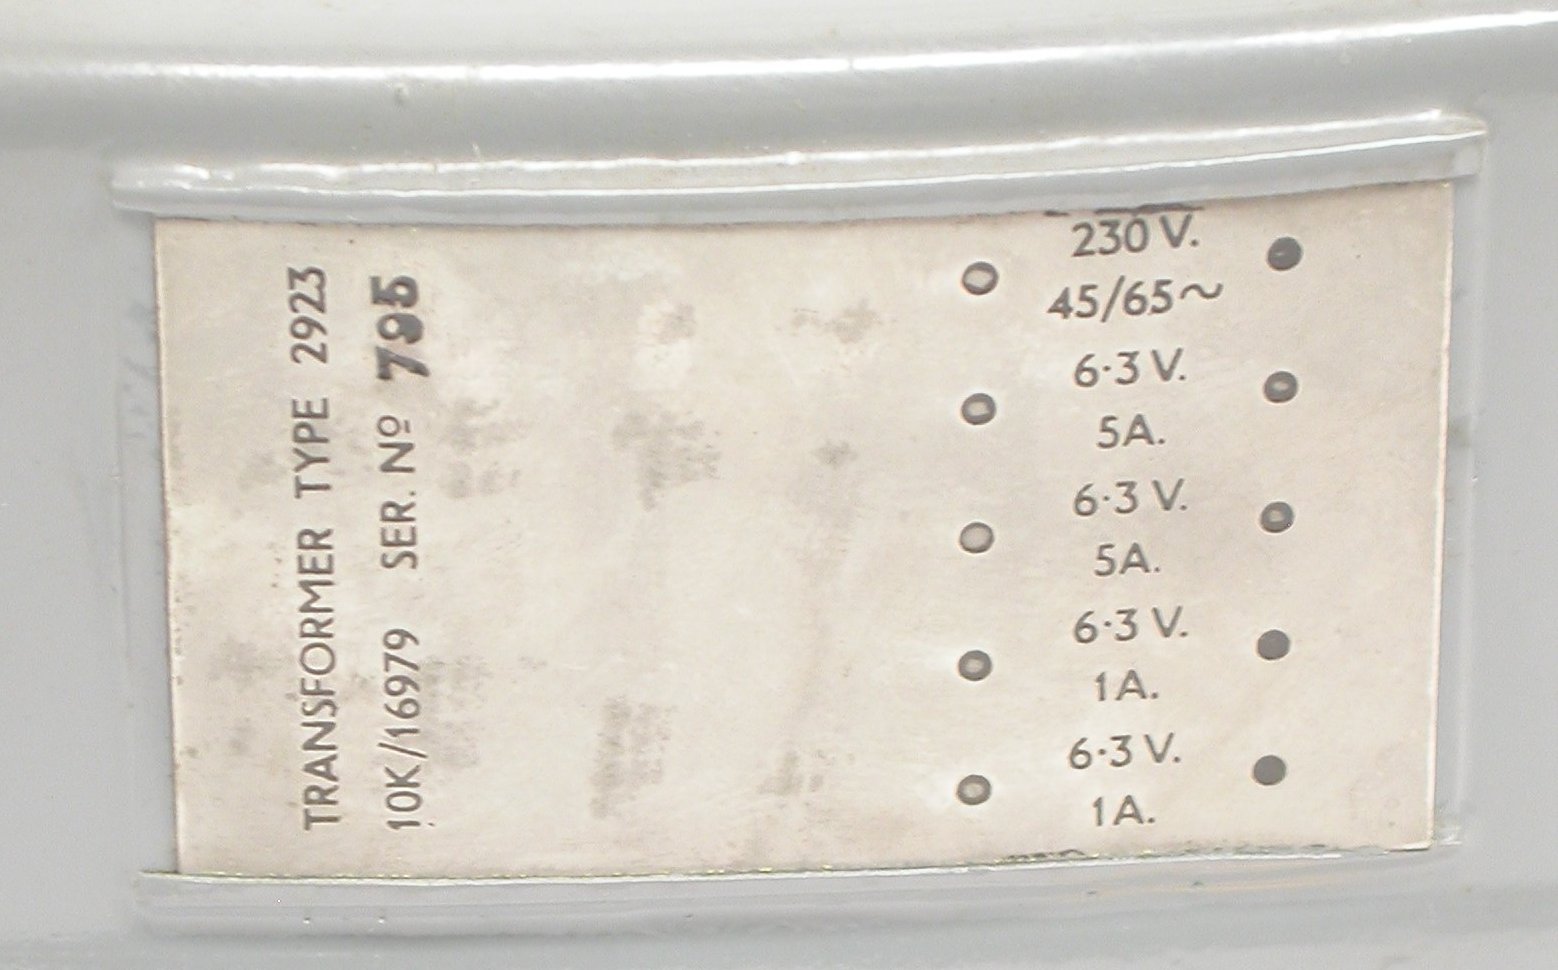 TRANSFORMER TYPE 2923
10K/16979 SER. Nº 795
230 V.
45/65~
6·3 V.
5A.
6·3 V.
5A.
6·3 V.
1A.
6·3 V.
1A.